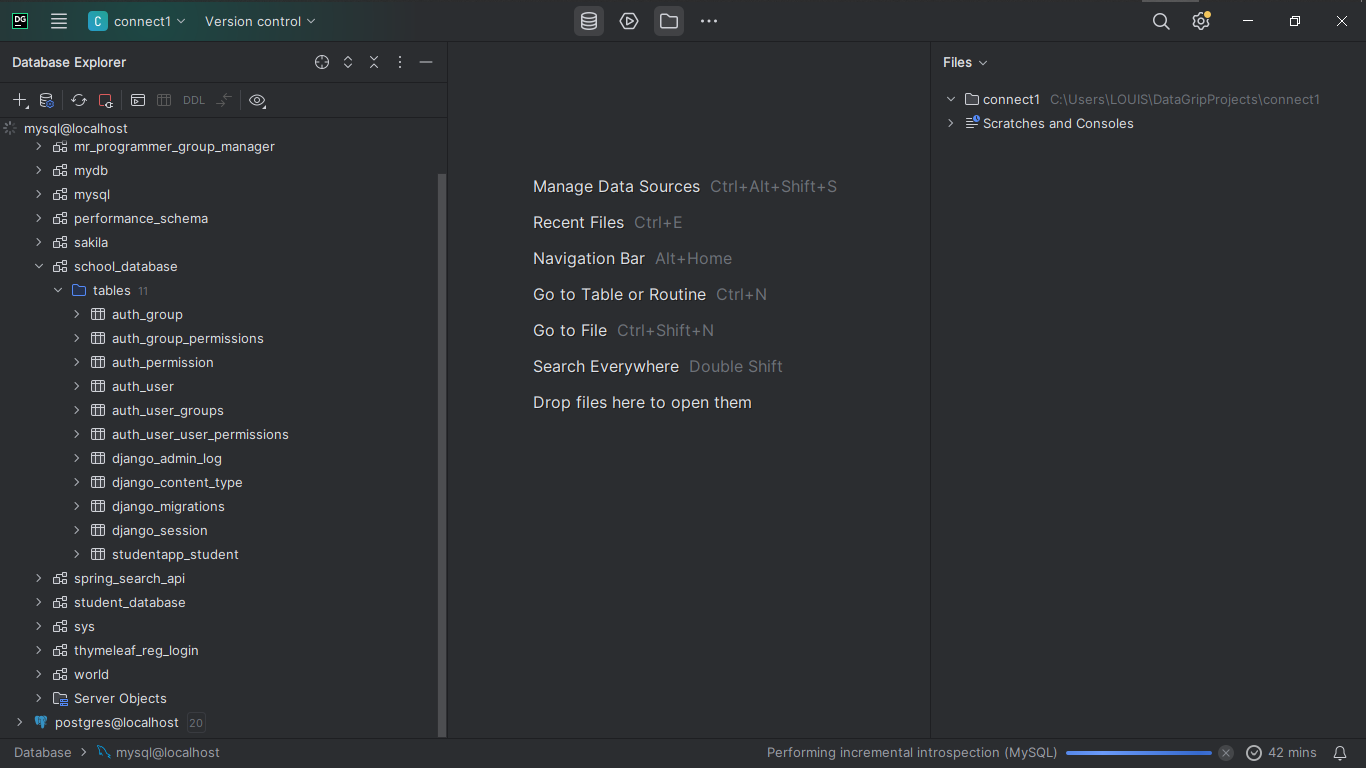 DG
C connect1 Version control
Database Explorer
DDL
mysql@localhost
mr_programmer_group_manager
mydb
mysql
performance_schema
sakila
school_database
tables 11
auth_group
auth_group_permissions
auth_permission
auth_user
auth_user_groups
auth_user_user_permissions
django_admin_log
django_content_type
django_migrations
django_session
studentapp_student
spring_search_api
student_database
sys
thymeleaf_reg_login
world
Server Objects
postgres@localhost 20
Manage Data Sources Ctrl+Alt+Shift+S
Recent Files Ctrl+E
Navigation Bar Alt+Home
Go to Table or Routine Ctrl+N
Go to File Ctrl+Shift+N
Search Everywhere Double Shift
Drop files here to open them
Files
connect1 C:\Users\LOUIS\DataGripProjects\connect1
Scratches and Consoles
Database mysql@localhost
Performing incremental introspection (MySQL) 42 mins